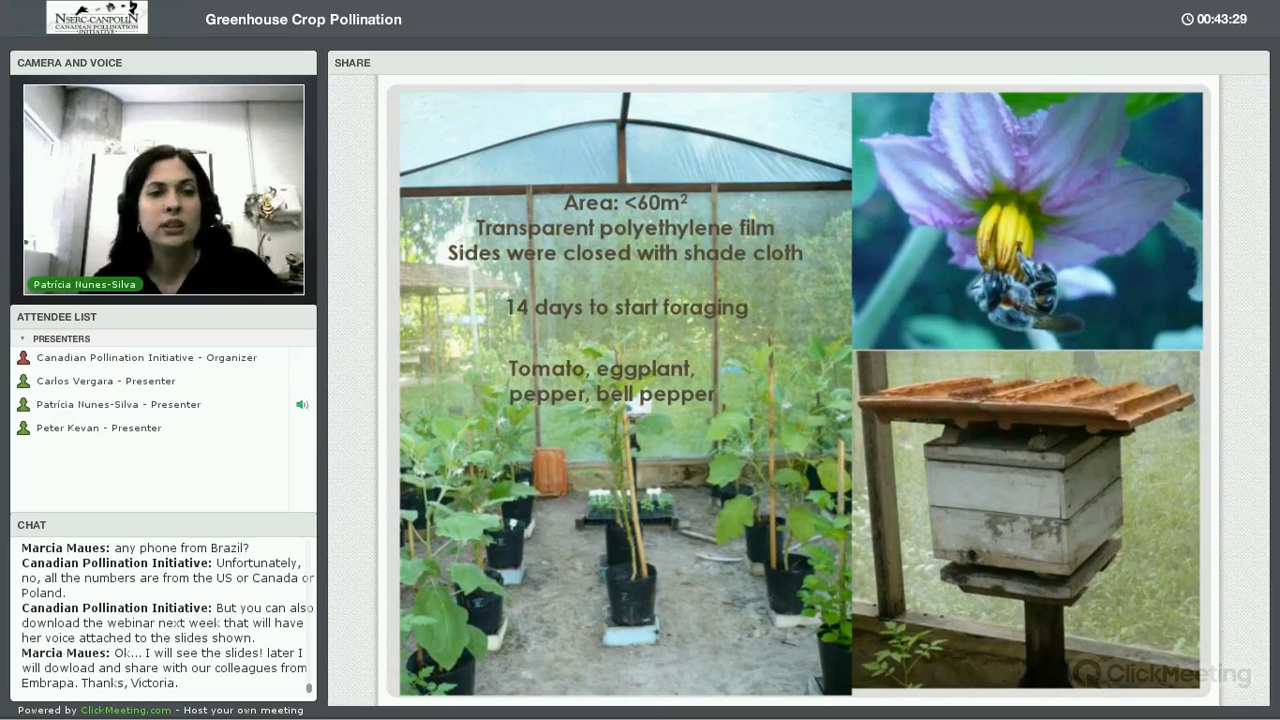 NSERC-CANPOLIN
CANADIAN POLLINATION
INITIATIVE
Greenhouse Crop Pollination
00:43:29
CAMERA AND VOICE
Patrícia Nunes-Silva
ATTENDEE LIST
PRESENTERS
Canadian Pollination Initiative - Organizer
Carlos Vergara - Presenter
Patrícia Nunes-Silva - Presenter
Peter Kevan - Presenter
CHAT
Marcia Maues: any phone from Brazil?
Canadian Pollination Initiative: Unfortunately,
no, all the numbers are from the US or Canada or
Poland.
Canadian Pollination Initiative: But you can also
download the webinar next week that will have
her voice attached to the slides shown.
Marcia Maues: Ok... I will see the slides! later I
will dowload and share with our colleagues from
Embrapa. Thanks, Victoria.
Powered by ClickMeeting.com - Host your own meeting
SHARE
Area: <60m²
Transparent polyethylene film
Sides were closed with shade cloth
14 days to start foraging
Tomato, eggplant,
pepper, bell pepper
ClickMeeting